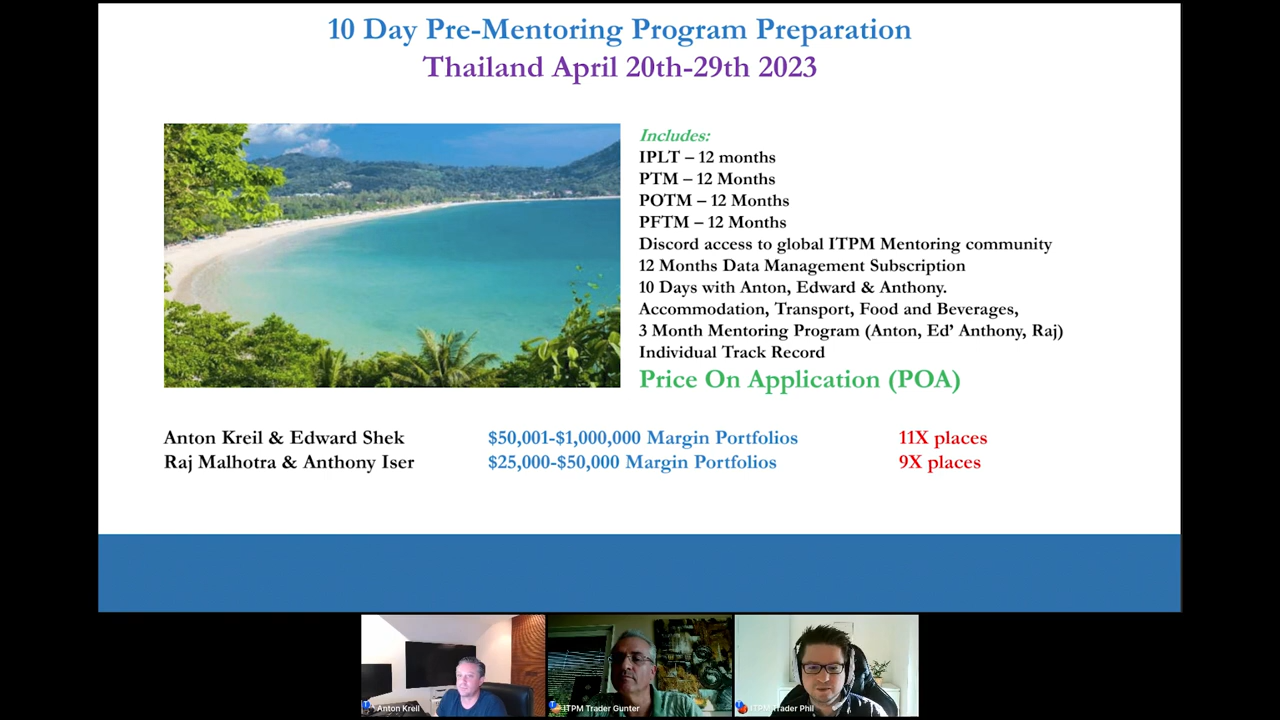 10 Day Pre-Mentoring Program Preparation
Thailand April 20th-29th 2023
Includes:
IPLT – 12 months
PTM – 12 Months
POTM – 12 Months
PFTM – 12 Months
Discord access to global ITPM Mentoring community
12 Months Data Management Subscription
10 Days with Anton, Edward & Anthony.
Accommodation, Transport, Food and Beverages,
3 Month Mentoring Program (Anton, Ed’ Anthony, Raj)
Individual Track Record
Price On Application (POA)
Anton Kreil & Edward Shek $50,001-$1,000,000 Margin Portfolios 11X places
Raj Malhotra & Anthony Iser $25,000-$50,000 Margin Portfolios 9X places
Anton Kreil ITPM Trader Gunter ITPM Trader Phil